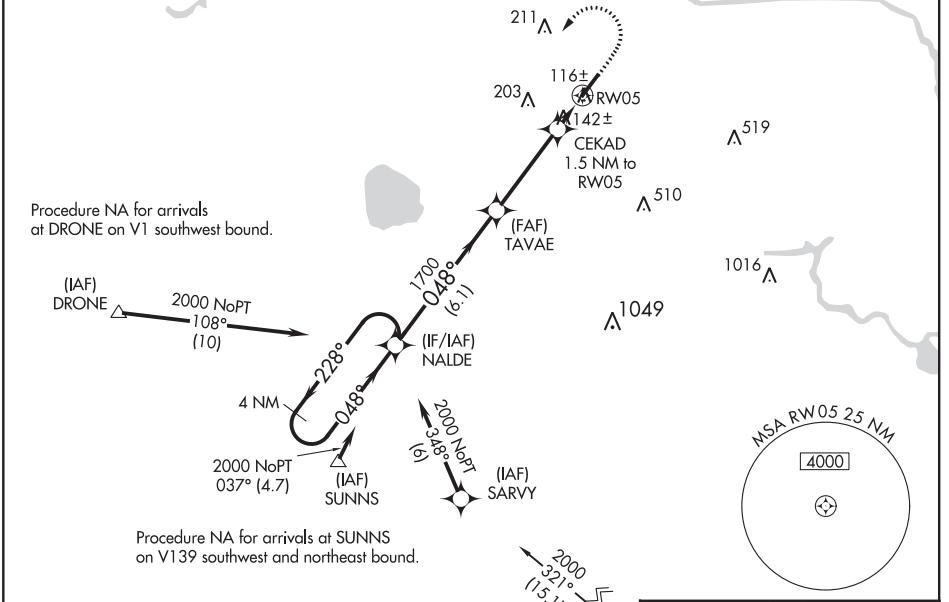 211
116±
203
RW05
142±
CEKAD
1.5 NM to
RW05
519
510
Procedure NA for arrivals
at DRONE on V1 southwest bound.
(FAF)
TAVAE
1016
(IAF)
DRONE
2000 NoPT
108°
(10)
1700
048°
(6.1)
1049
(IF/IAF)
NALDE
228°
048°
4 NM
2000 NoPT
348°
(6)
2000 NoPT
037° (4.7)
(IAF)
SUNNS
(IAF)
SARVY
MSA RW05 25 NM
4000
Procedure NA for arrivals at SUNNS
on V139 southwest and northeast bound.
2000
321°